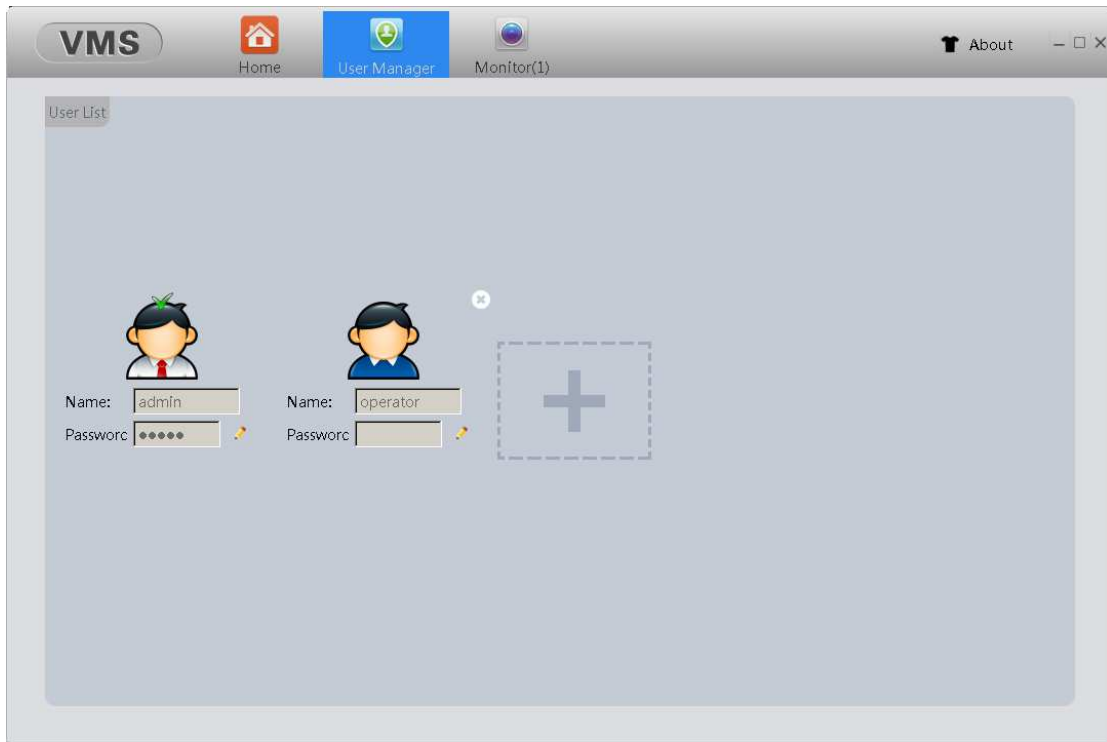 VMS
Home
User Manager
Monitor(1)
About
User List
Name: admin
Name: operator
Passworc •••••
Passworc